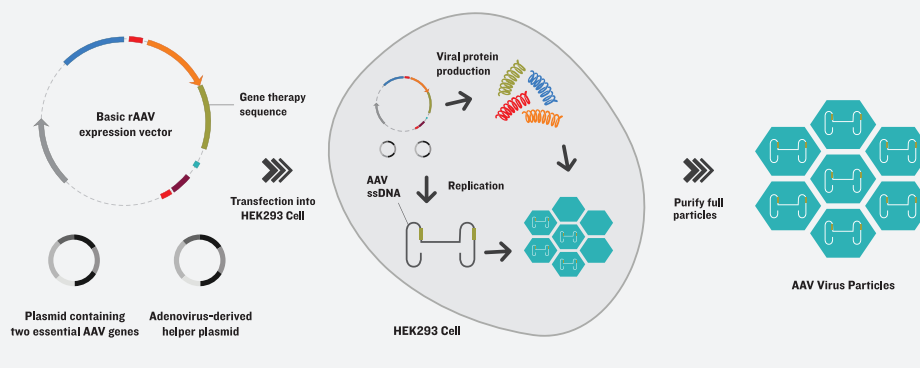 Basic rAAV
expression vector
Gene therapy
sequence
Plasmid containing
two essential AAV genes
Adenovirus-derived
helper plasmid
Transfection into
HEK293 Cell
Viral protein
production
AAV
ssDNA
Replication
HEK293 Cell
Purify full
particles
AAV Virus Particles